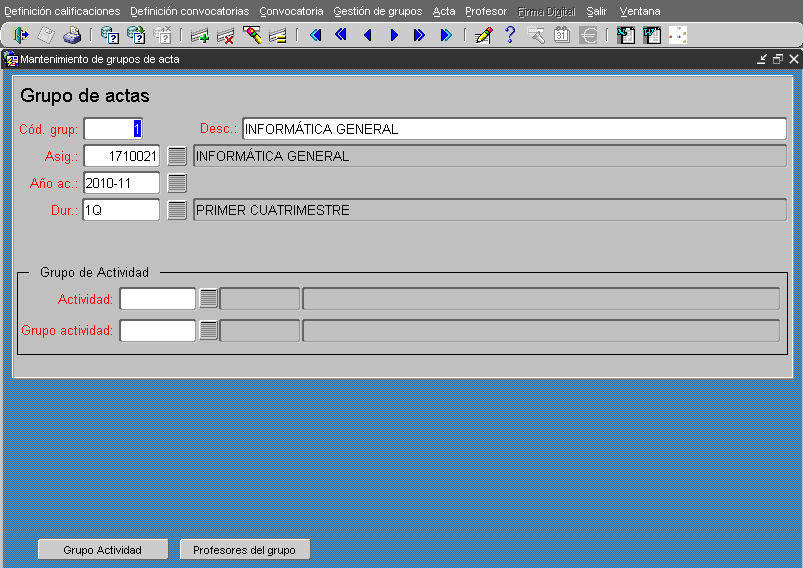 Definición calificaciones Definición convocatorias Convocatoria Gestión de grupos Acta Profesor Firma Digital Salir Ventana
Mantenimiento de grupos de acta
Grupo de actas
Cód. grup: 1 Desc.: INFORMÁTICA GENERAL
Asig.: 1710021 INFORMÁTICA GENERAL
Año ac.: 2010-11
Dur.: 1Q PRIMER CUATRIMESTRE
Grupo de Actividad
Actividad:
Grupo actividad:
Grupo Actividad Profesores del grupo